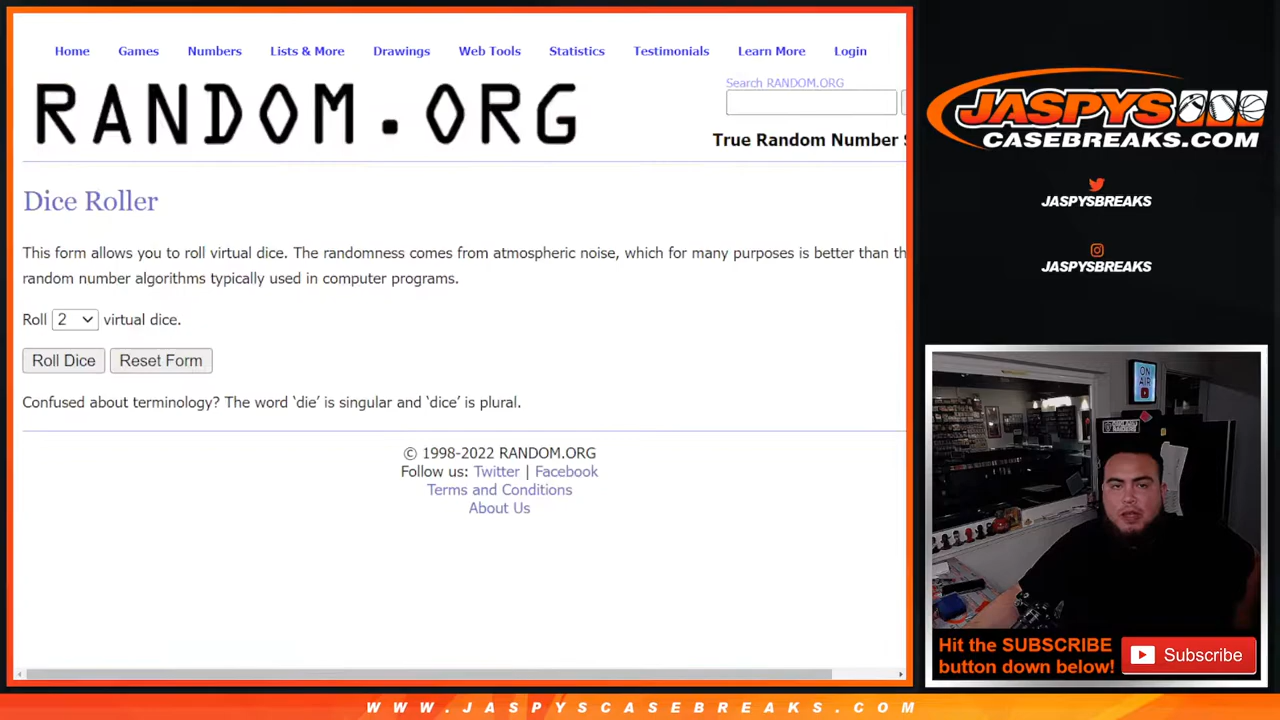 Home Games Numbers Lists & More Drawings Web Tools Statistics Testimonials Learn More Login
RANDOM.ORG
Search RANDOM.ORG
True Random Number
Dice Roller
This form allows you to roll virtual dice. The randomness comes from atmospheric noise, which for many purposes is better than th
random number algorithms typically used in computer programs.
Roll 2 virtual dice.
Roll Dice Reset Form
Confused about terminology? The word ‘die’ is singular and ‘dice’ is plural.
© 1998-2022 RANDOM.ORG
Follow us: Twitter | Facebook
Terms and Conditions
About Us
JASPYS
CASEBREAKS.COM
JASPYSBREAKS
JASPYSBREAKS
ON
AIR
Hit the SUBSCRIBE
button down below!
Subscribe
WWW.JASPYSCASEBREAKS.COM